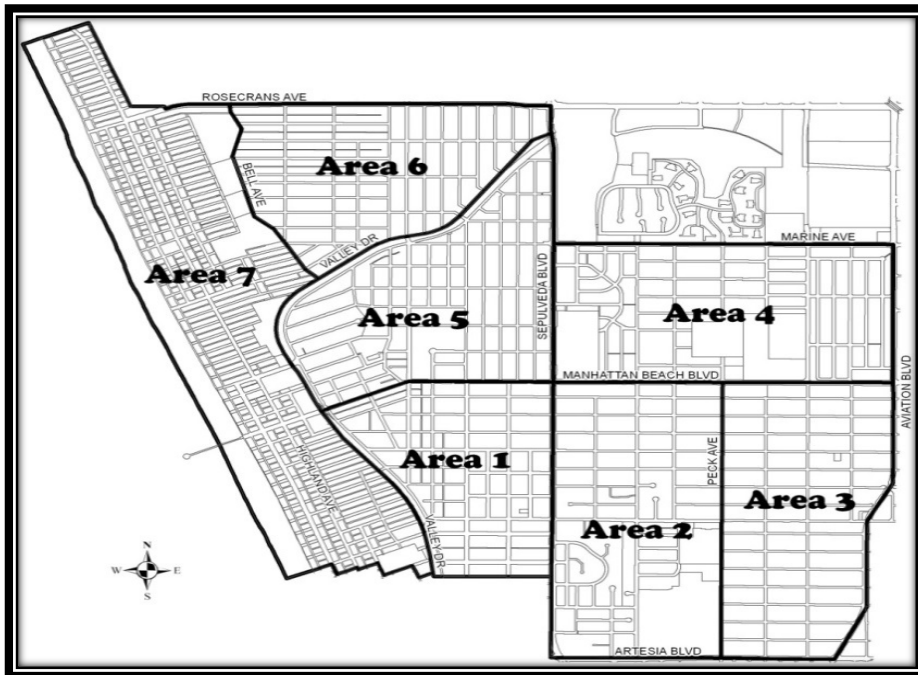 ROSECRANS AVE
Area 6
BELL AVE
VALLEY DR
MARINE AVE
Area 7
Area 5
SEPULVEDA BLVD
Area 4
MANHATTAN BEACH BLVD
AVIATION BLVD
Area 1
HIGHLAND AVE
PECK AVE
Area 3
Area 2
VALLEY DR
N
W E
S
ARTESIA BLVD